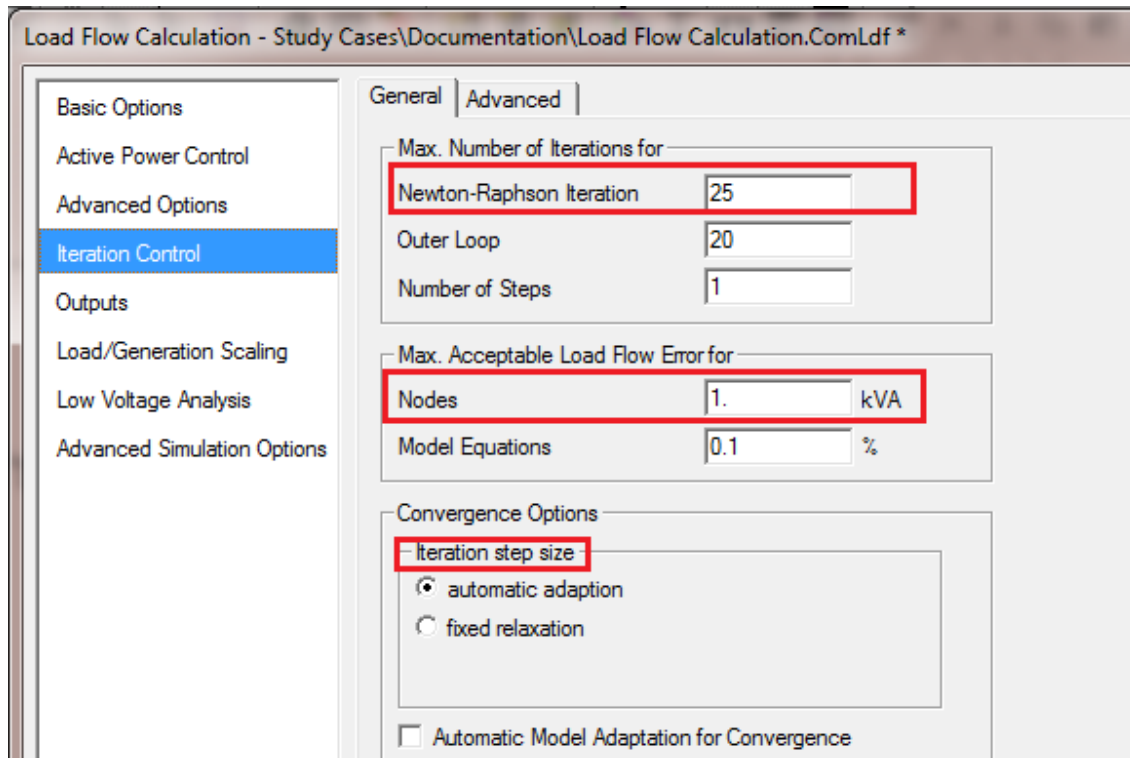 Load Flow Calculation - Study Cases\Documentation\Load Flow Calculation.ComLdf *
Basic Options
Active Power Control
Advanced Options
Iteration Control
Outputs
Load/Generation Scaling
Low Voltage Analysis
Advanced Simulation Options
General Advanced
Max. Number of Iterations for
Newton-Raphson Iteration 25
Outer Loop 20
Number of Steps 1
Max. Acceptable Load Flow Error for
Nodes 1. kVA
Model Equations 0.1 %
Convergence Options
Iteration step size
automatic adaption
fixed relaxation
Automatic Model Adaptation for Convergence